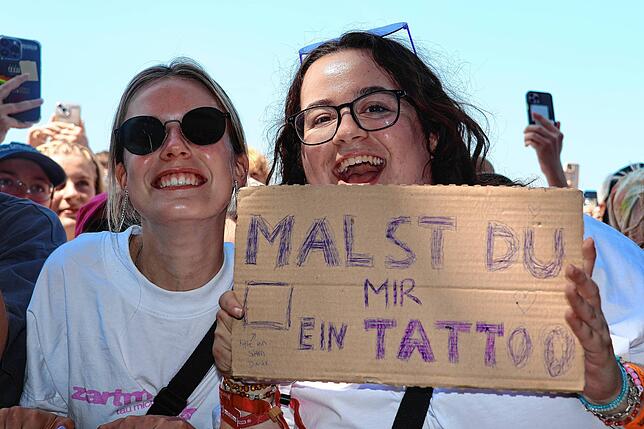 MALST DU
MIR
EIN TATTOO
zartm